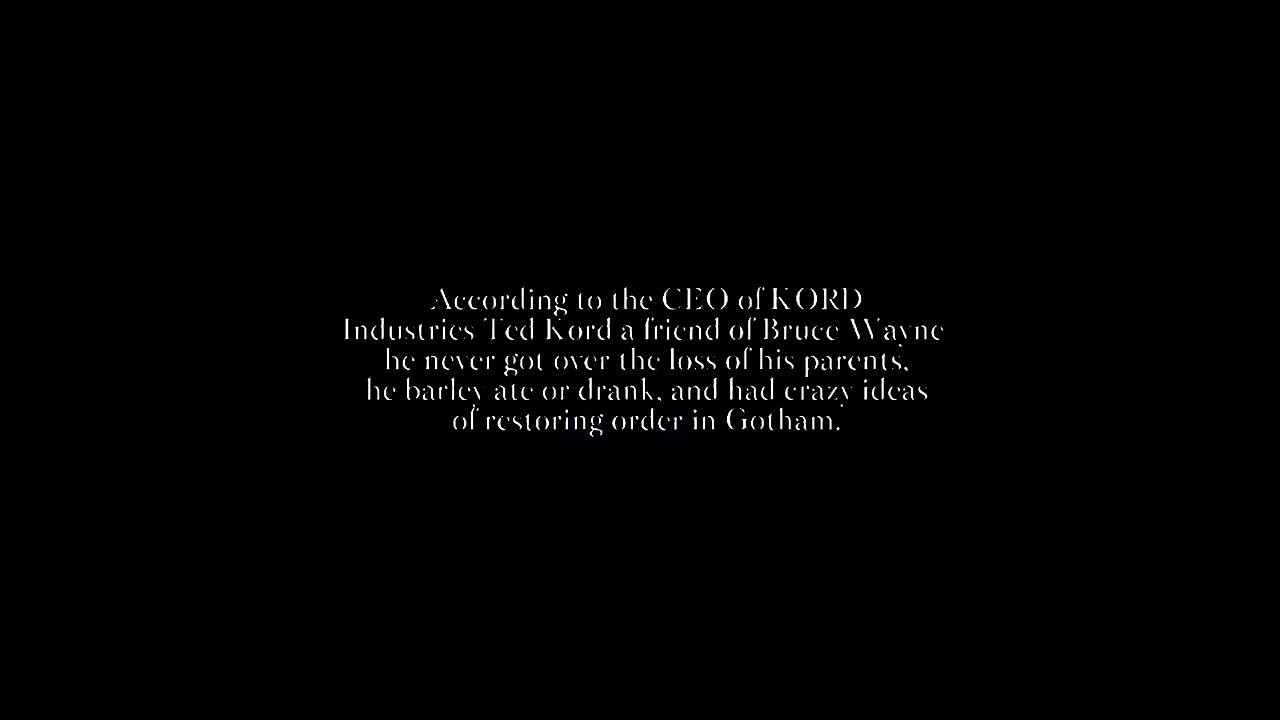 According to the CEO of KORD
Industries Ted Kord a friend of Bruce Wayne
he never got over the loss of his parents,
he barley ate or drank, and had crazy ideas
of restoring order in Gotham.